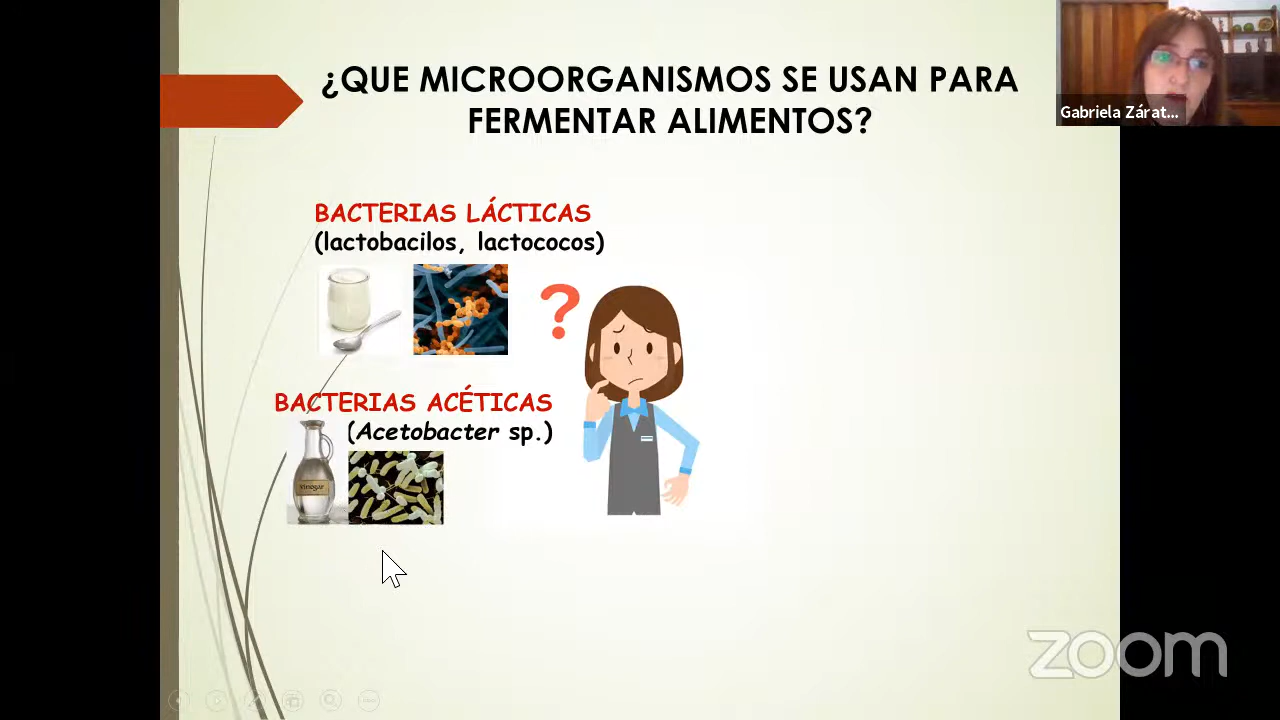 ¿QUE MICROORGANISMOS SE USAN PARA
FERMENTAR ALIMENTOS?
Gabriela Zárat...
BACTERIAS LÁCTICAS
(lactobacilos, lactococos)
?
BACTERIAS ACÉTICAS
(Acetobacter sp.)
Vinegar
zoom